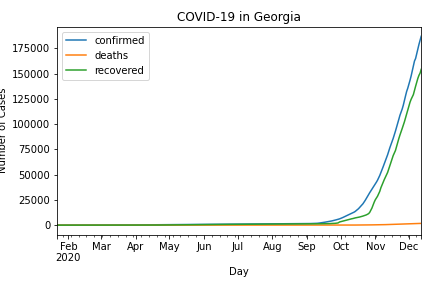 COVID-19 in Georgia
confirmed
deaths
recovered
175000
150000
125000
100000
75000
50000
25000
0
Number of Cases
Feb Mar Apr May Jun Jul Aug Sep Oct Nov Dec
2020
Day